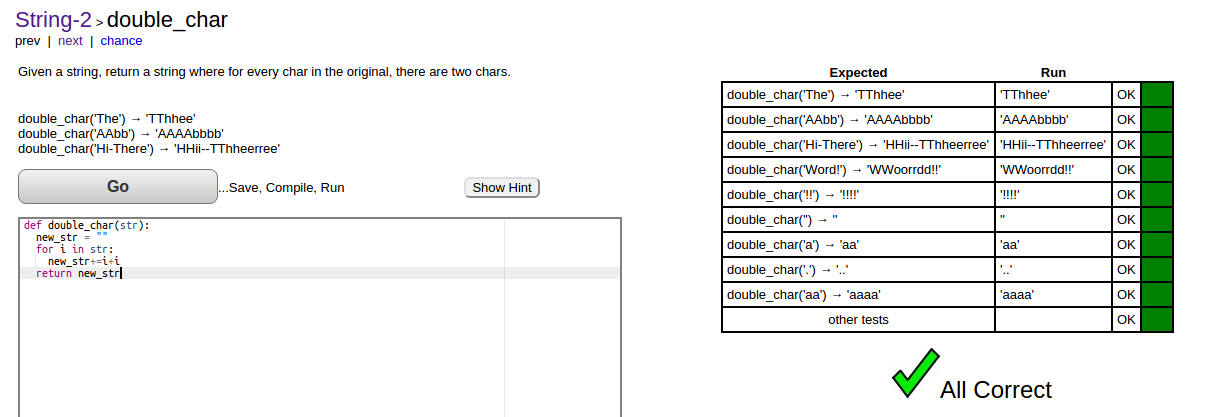 String-2 > double_char
prev | next | chance
Given a string, return a string where for every char in the original, there are two chars.
double_char('The') → 'TThhee'
double_char('AAbb') → 'AAAAbbbb'
double_char('Hi-There') → 'HHii--TThheerree'
Go
...Save, Compile, Run
Show Hint
def double_char(str):
  new_str = ""
  for i in str:
    new_str+=i+i
  return new_str
Expected Run
double_char('The') → 'TThhee' 'TThhee' OK
double_char('AAbb') → 'AAAAbbbb' 'AAAAbbbb' OK
double_char('Hi-There') → 'HHii--TThheerree' 'HHii--TThheerree' OK
double_char('Word!') → 'WWoorrdd!!' 'WWoorrdd!!' OK
double_char('!!') → '!!!!' '!!!!' OK
double_char('') → '' '' OK
double_char('a') → 'aa' 'aa' OK
double_char('.') → '..' '..' OK
double_char('aa') → 'aaaa' 'aaaa' OK
other tests OK
All Correct